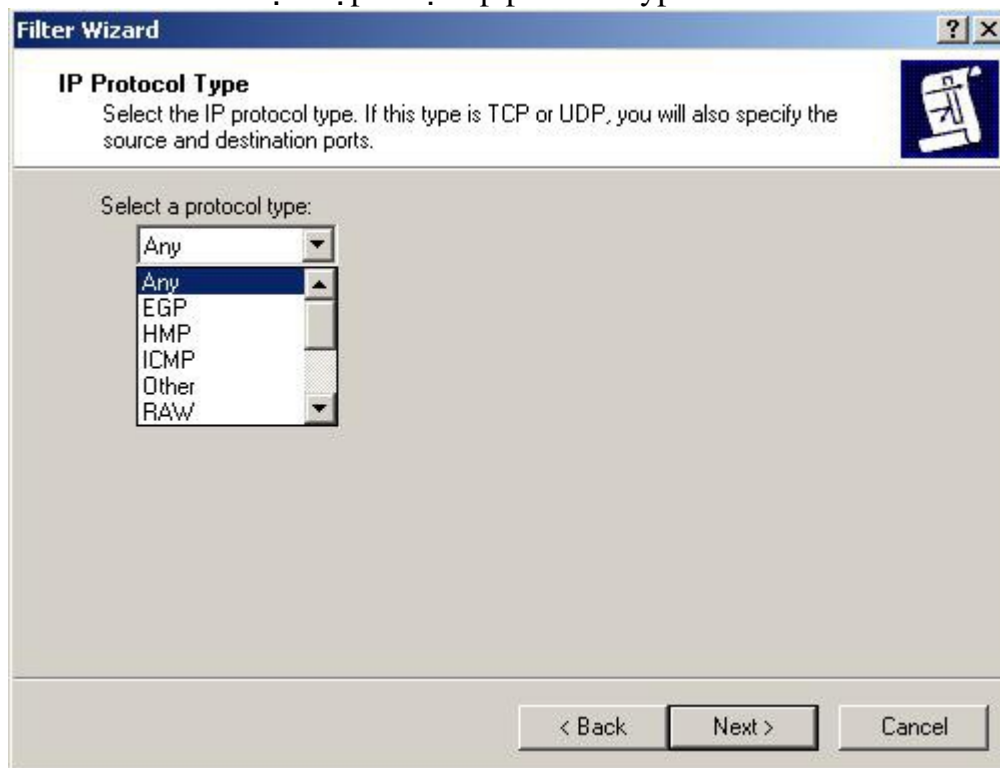 Filter Wizard
IP Protocol Type
Select the IP protocol type. If this type is TCP or UDP, you will also specify the
source and destination ports.
Select a protocol type:
Any
Any
EGP
HMP
ICMP
Other
RAW
< Back
Next >
Cancel